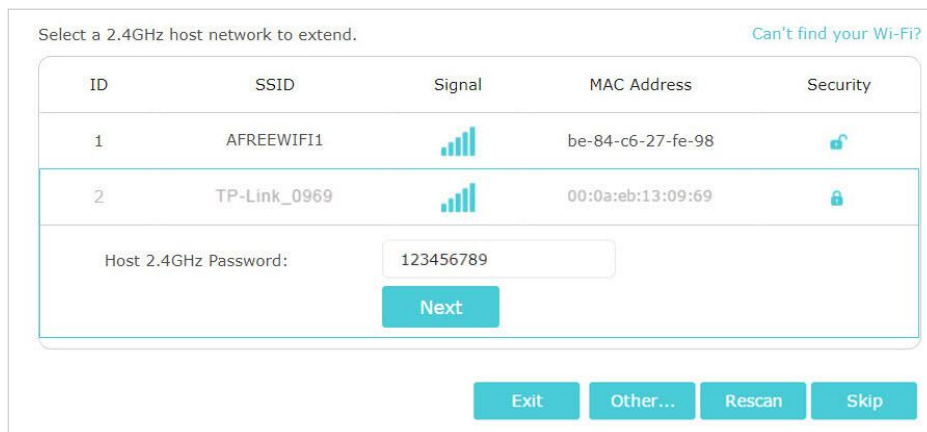 Select a 2.4GHz host network to extend. Can't find your Wi-Fi?
ID SSID Signal MAC Address Security
1 AFREEWIFI1 be-84-c6-27-fe-98
2 TP-Link_0969 00:0a:eb:13:09:69
Host 2.4GHz Password: 123456789
Next
Exit Other... Rescan Skip